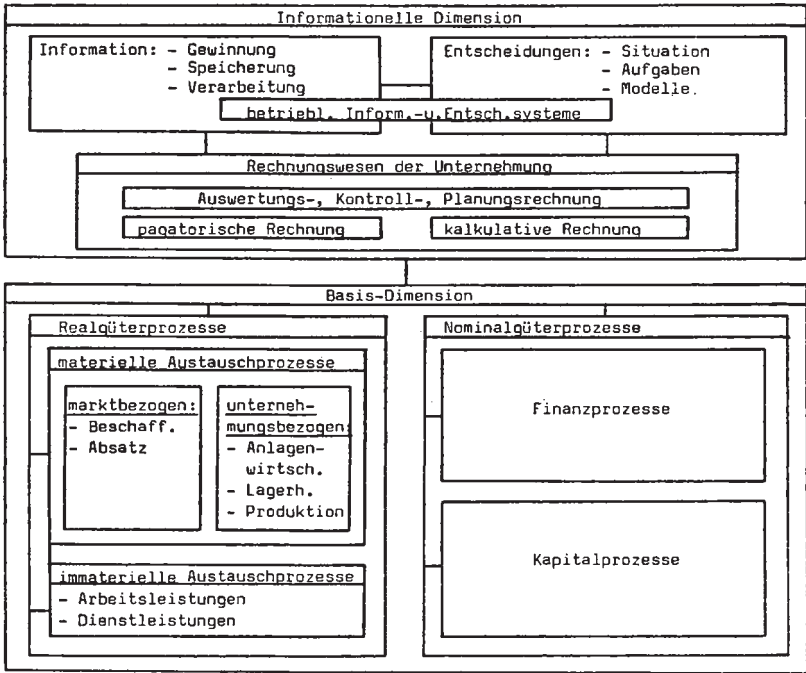 Informationelle Dimension
Information: – Gewinnung
– Speicherung
– Verarbeitung
Entscheidungen: – Situation
– Aufgaben
– Modelle.
betriebl. Inform.-u.Entsch.systeme
Rechnungswesen der Unternehmung
Auswertungs-, Kontroll-, Planungsrechnung
pagatorische Rechnung
kalkulative Rechnung
Basis-Dimension
Realgüterprozesse
materielle Austauschprozesse
marktbezogen:
– Beschaff.
– Absatz
unterneh-
mungsbezogen:
– Anlagen-
wirtsch.
– Lagerh.
– Produktion
immaterielle Austauschprozesse
– Arbeitsleistungen
– Dienstleistungen
Nominalgüterprozesse
Finanzprozesse
Kapitalprozesse